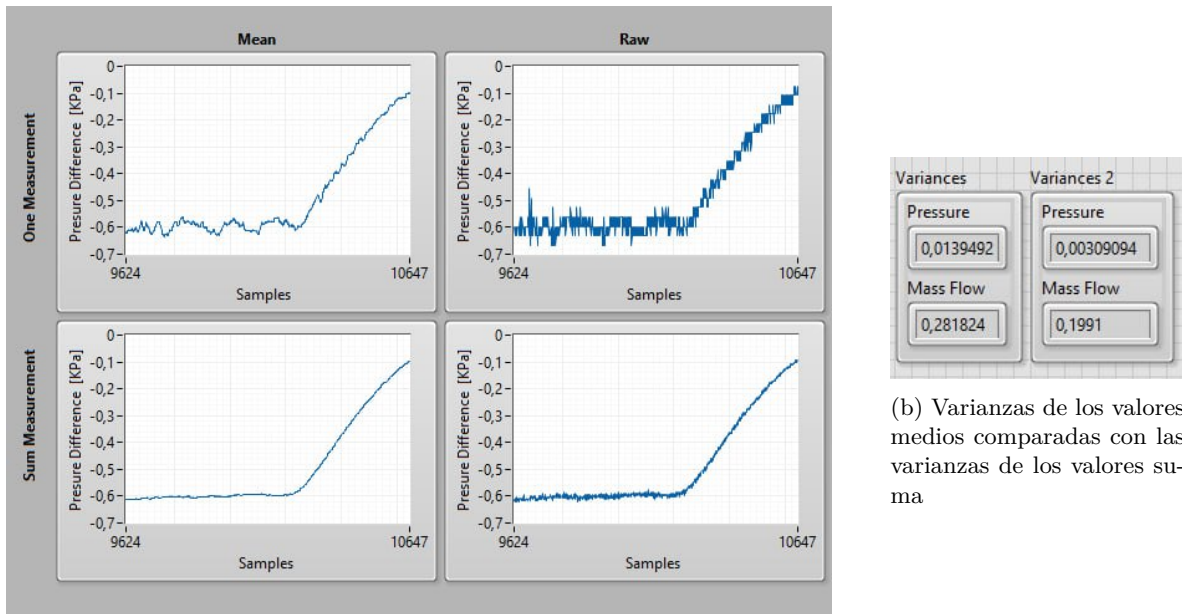 Mean
Raw
One Measurement
Presure Difference [KPa]
0
-0,1
-0,2
-0,3
-0,4
-0,5
-0,6
-0,7
9624
10647
Samples
Presure Difference [KPa]
0
-0,1
-0,2
-0,3
-0,4
-0,5
-0,6
-0,7
9624
10647
Samples
Sum Measurement
Presure Difference [KPa]
0
-0,1
-0,2
-0,3
-0,4
-0,5
-0,6
-0,7
9624
10647
Samples
Presure Difference [KPa]
0
-0,1
-0,2
-0,3
-0,4
-0,5
-0,6
-0,7
9624
10647
Samples
Variances
Pressure
0,0139492
Mass Flow
0,281824
Variances 2
Pressure
0,00309094
Mass Flow
0,1991
(b) Varianzas de los valores
medios comparadas con las
varianzas de los valores su-
ma